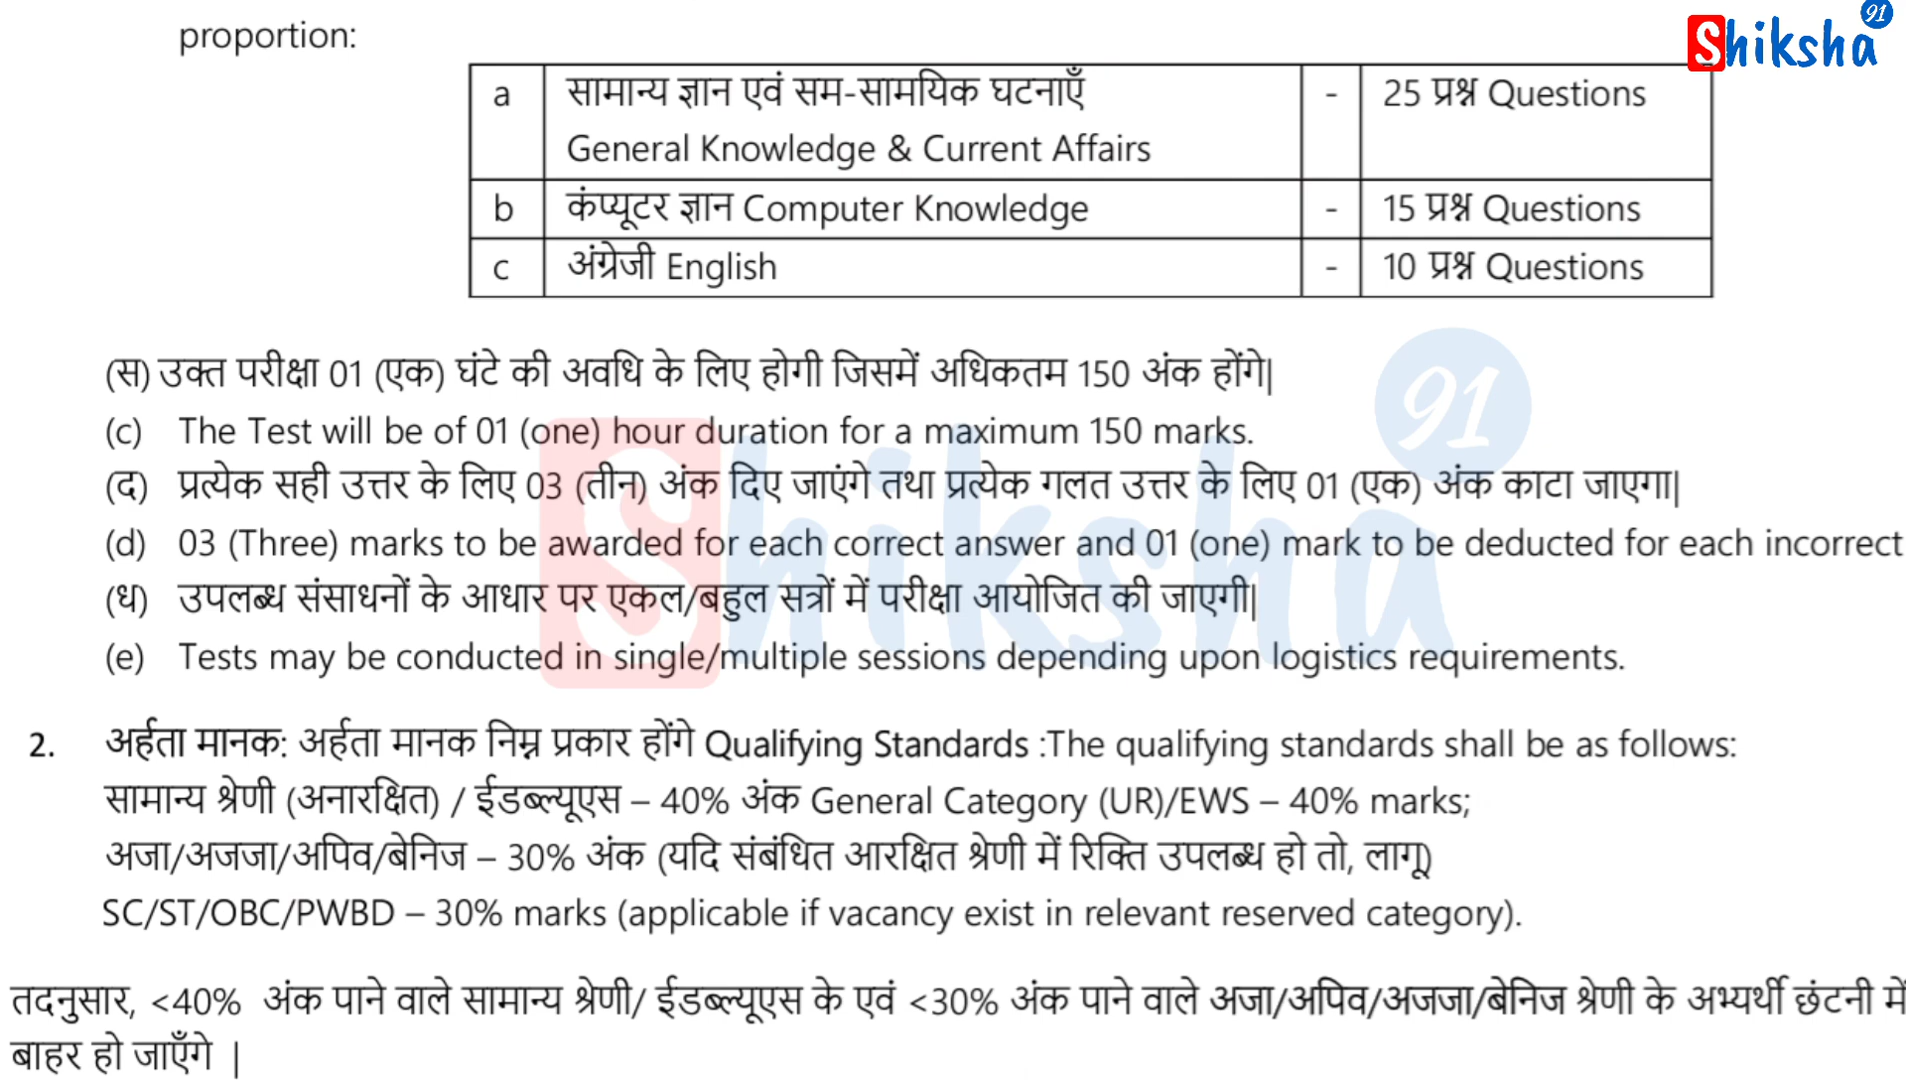 proportion:
Shiksha 91
a सामान्य ज्ञान एवं सम-सामयिक घटनाएँ - 25 प्रश्न Questions
General Knowledge & Current Affairs
b कंप्यूटर ज्ञान Computer Knowledge - 15 प्रश्न Questions
c अंग्रेजी English - 10 प्रश्न Questions
(स) उक्त परीक्षा 01 (एक) घंटे की अवधि के लिए होगी जिसमें अधिकतम 150 अंक होंगे|
(c) The Test will be of 01 (one) hour duration for a maximum 150 marks.
(द) प्रत्येक सही उत्तर के लिए 03 (तीन) अंक दिए जाएंगे तथा प्रत्येक गलत उत्तर के लिए 01 (एक) अंक काटा जाएगा|
(d) 03 (Three) marks to be awarded for each correct answer and 01 (one) mark to be deducted for each incorrect
(ध) उपलब्ध संसाधनों के आधार पर एकल/बहुल सत्रों में परीक्षा आयोजित की जाएगी|
(e) Tests may be conducted in single/multiple sessions depending upon logistics requirements.
Shiksha 91
2. अर्हता मानक: अर्हता मानक निम्न प्रकार होंगे Qualifying Standards :The qualifying standards shall be as follows:
सामान्य श्रेणी (अनारक्षित) / ईडब्ल्यूएस – 40% अंक General Category (UR)/EWS – 40% marks;
अजा/अजजा/अपिव/बेनिज – 30% अंक (यदि संबंधित आरक्षित श्रेणी में रिक्ति उपलब्ध हो तो, लागू)
SC/ST/OBC/PWBD – 30% marks (applicable if vacancy exist in relevant reserved category).
तदनुसार, <40% अंक पाने वाले सामान्य श्रेणी/ ईडब्ल्यूएस के एवं <30% अंक पाने वाले अजा/अपिव/अजजा/बेनिज श्रेणी के अभ्यर्थी छंटनी में
बाहर हो जाएँगे |